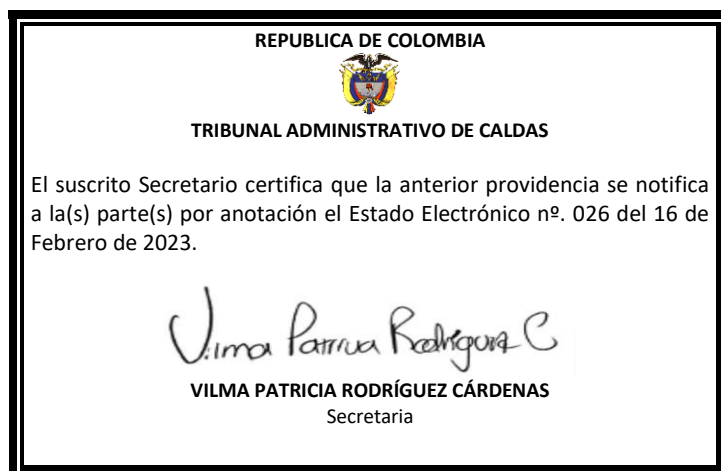 REPUBLICA DE COLOMBIA
TRIBUNAL ADMINISTRATIVO DE CALDAS
El suscrito Secretario certifica que la anterior providencia se notifica
a la(s) parte(s) por anotación el Estado Electrónico nº. 026 del 16 de
Febrero de 2023.
Vilma Patricia Rodríguez C
VILMA PATRICIA RODRÍGUEZ CÁRDENAS
Secretaria